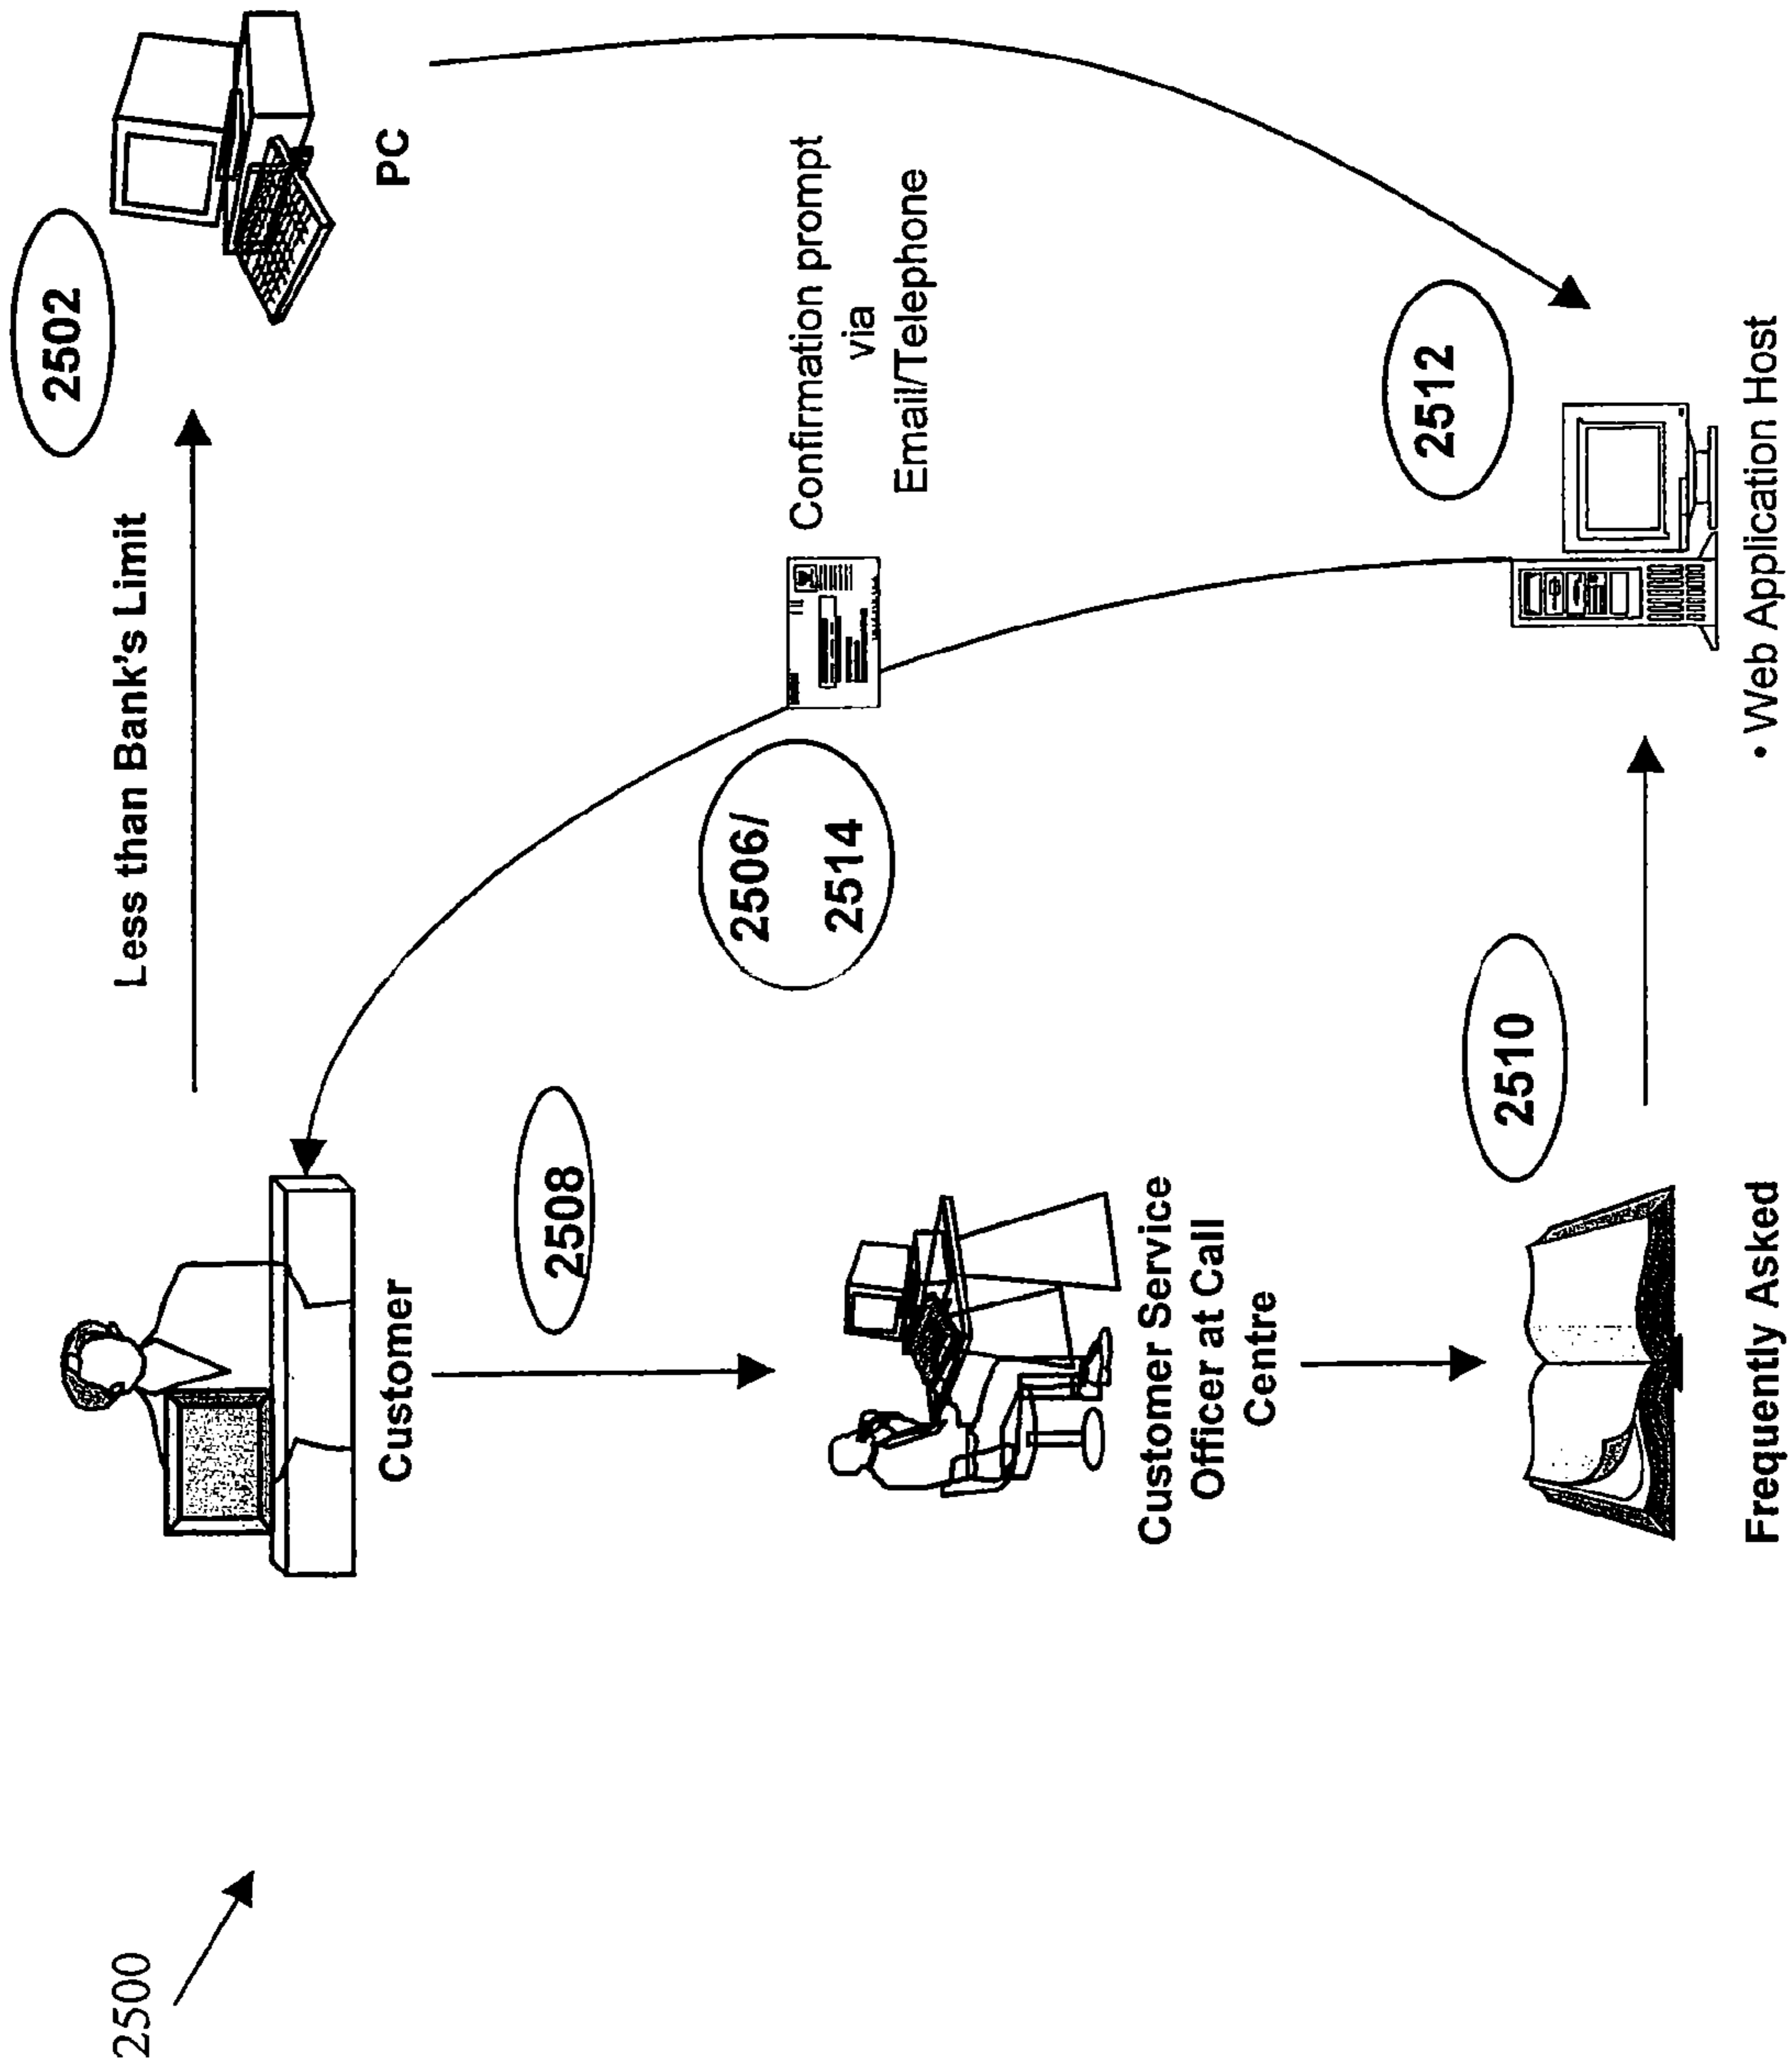 2500
2502
Less than Bank's Limit
Customer
PC
2508
Confirmation prompt
via
Email/Telephone
2506/
2514
Customer Service
Officer at Call
Centre
2512
2510
Frequently Asked
• Web Application Host